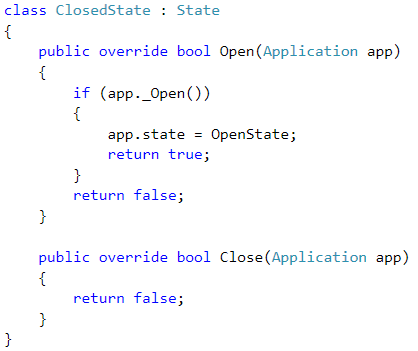 class ClosedState : State
{
    public override bool Open(Application app)
    {
        if (app._Open())
        {
            app.state = OpenState;
            return true;
        }
        return false;
    }

    public override bool Close(Application app)
    {
        return false;
    }
}